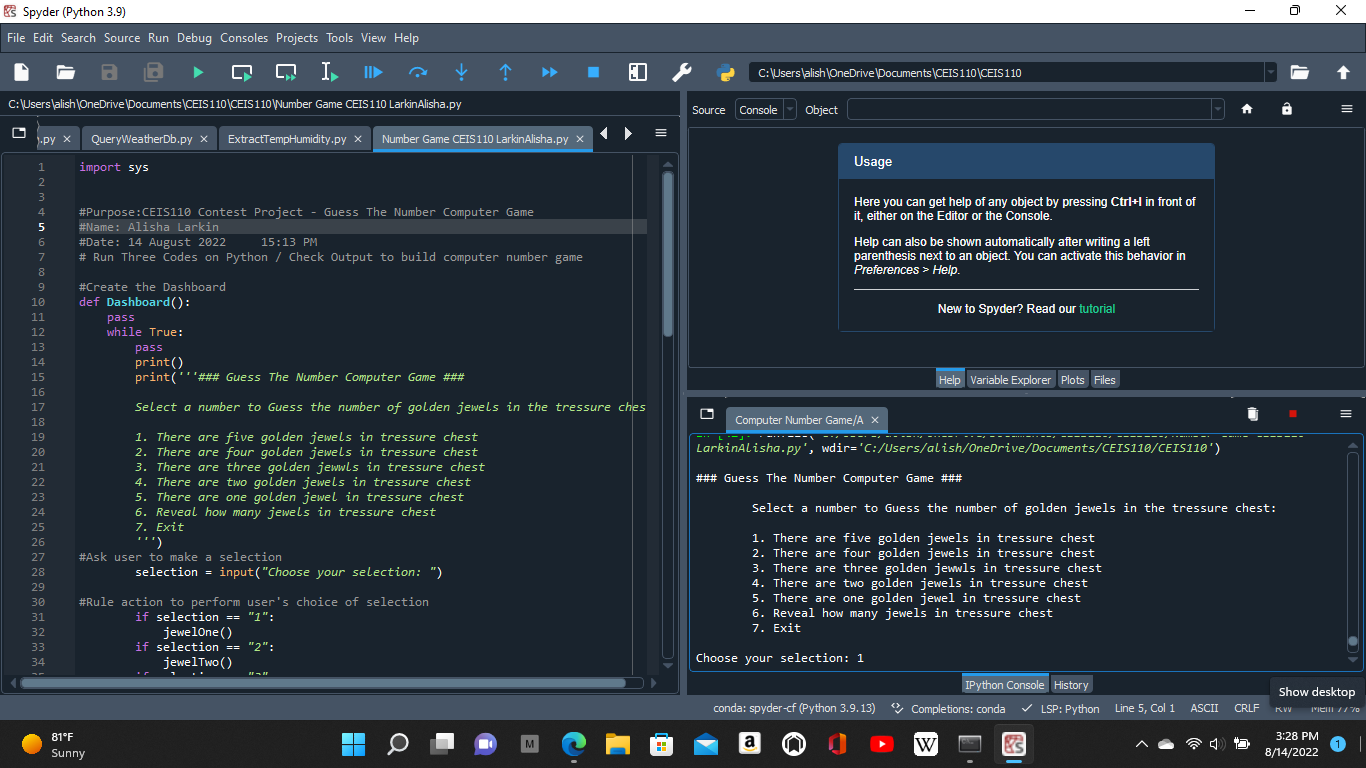 Spyder (Python 3.9)
File Edit Search Source Run Debug Consoles Projects Tools View Help
C:\Users\alish\OneDrive\Documents\CEIS110\CEIS110
C:\Users\alish\OneDrive\Documents\CEIS110\CEIS110\Number Game CEIS110 LarkinAlisha.py
.py QueryWeatherDb.py ExtractTempHumidity.py Number Game CEIS110 LarkinAlisha.py
1 import sys
2
3
4 #Purpose:CEIS110 Contest Project - Guess The Number Computer Game
5 #Name: Alisha Larkin
6 #Date: 14 August 2022 15:13 PM
7 # Run Three Codes on Python / Check Output to build computer number game
8
9 #Create the Dashboard
10 def Dashboard():
11 pass
12 while True:
13 pass
14 print()
15 print('''### Guess The Number Computer Game ###
16
17 Select a number to Guess the number of golden jewels in the tressure ches
18
19 1. There are five golden jewels in tressure chest
20 2. There are four golden jewels in tressure chest
21 3. There are three golden jewwls in tressure chest
22 4. There are two golden jewels in tressure chest
23 5. There are one golden jewel in tressure chest
24 6. Reveal how many jewels in tressure chest
25 7. Exit
26 ''')
27 #Ask user to make a selection
28 selection = input("Choose your selection: ")
29
30 #Rule action to perform user's choice of selection
31 if selection == "1":
32 jewelOne()
33 if selection == "2":
34 jewelTwo()
Source Console Object
Usage
Here you can get help of any object by pressing Ctrl+I in front of
it, either on the Editor or the Console.
Help can also be shown automatically after writing a left
parenthesis next to an object. You can activate this behavior in
Preferences > Help.
New to Spyder? Read our tutorial
Help Variable Explorer Plots Files
Computer Number Game/A
LarkinAlisha.py', wdir='C:/Users/alish/OneDrive/Documents/CEIS110/CEIS110')
### Guess The Number Computer Game ###
Select a number to Guess the number of golden jewels in the tressure chest:
1. There are five golden jewels in tressure chest
2. There are four golden jewels in tressure chest
3. There are three golden jewwls in tressure chest
4. There are two golden jewels in tressure chest
5. There are one golden jewel in tressure chest
6. Reveal how many jewels in tressure chest
7. Exit
Choose your selection: 1
IPython Console History
Show desktop
conda: spyder-cf (Python 3.9.13) Completions: conda LSP: Python Line 5, Col 1 ASCII CRLF RW Mem 77%
81°F
Sunny
M
a
W
3:28 PM
8/14/2022
1